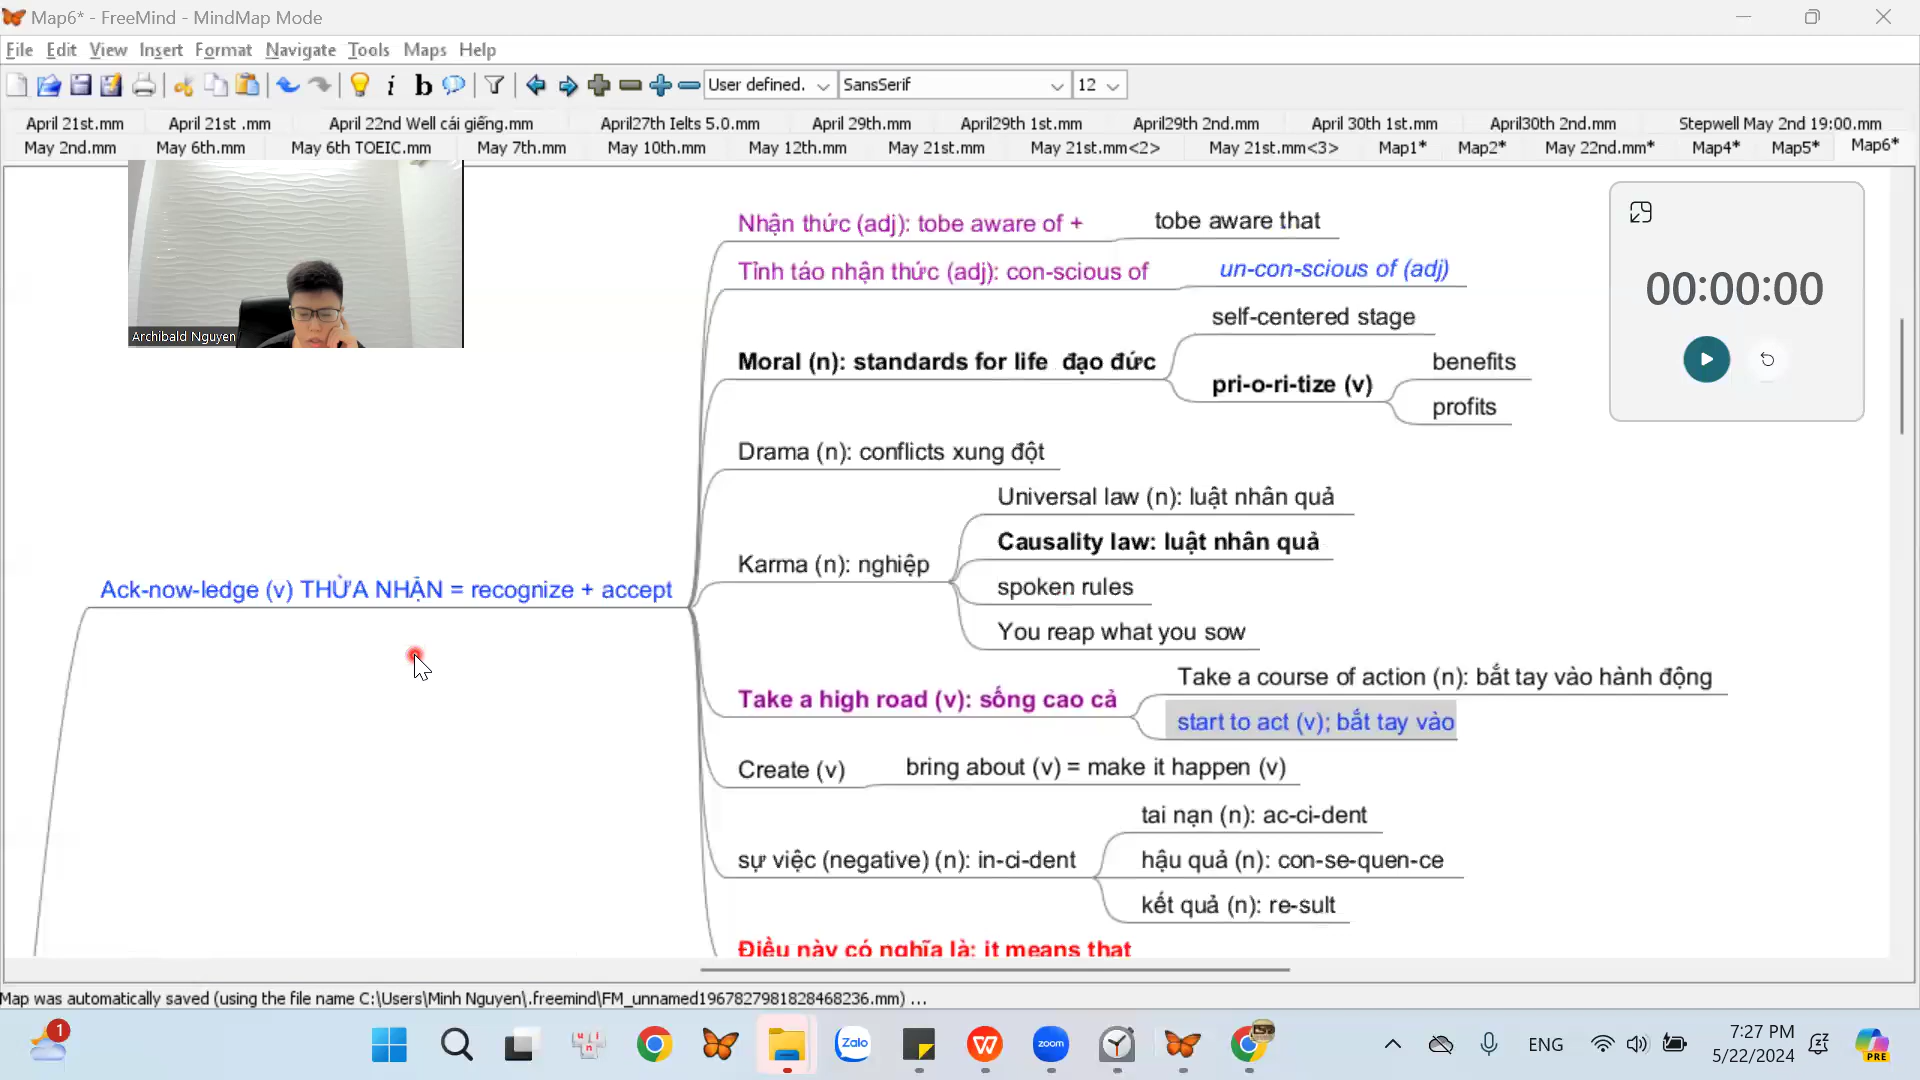 Map6* - FreeMind - MindMap Mode
File Edit View Insert Format Navigate Tools Maps Help
User defined. SansSerif 12
April 21st.mm April 21st .mm April 22nd Well cái giếng.mm April27th Ielts 5.0.mm April 29th.mm April29th 1st.mm April29th 2nd.mm April 30th 1st.mm April30th 2nd.mm Stepwell May 2nd 19:00.mm
May 2nd.mm May 6th.mm May 6th TOEIC.mm May 7th.mm May 10th.mm May 12th.mm May 21st.mm May 21st.mm<2> May 21st.mm<3> Map1* Map2* May 22nd.mm* Map4* Map5* Map6*
Archibald Nguyen
00:00:00
Ack-now-ledge (v) THỪA NHẬN = recognize + accept
Nhận thức (adj): tobe aware of +
tobe aware that
Tỉnh táo nhận thức (adj): con-scious of
un-con-scious of (adj)
Moral (n): standards for life đạo đức
self-centered stage
pri-o-ri-tize (v)
benefits
profits
Drama (n): conflicts xung đột
Karma (n): nghiệp
Universal law (n): luật nhân quả
Causality law: luật nhân quả
spoken rules
You reap what you sow
Take a high road (v): sống cao cả
Take a course of action (n): bắt tay vào hành động
start to act (v); bắt tay vào
Create (v)
bring about (v) = make it happen (v)
sự việc (negative) (n): in-ci-dent
tai nạn (n): ac-ci-dent
hậu quả (n): con-se-quen-ce
kết quả (n): re-sult
Điều này có nghĩa là: it means that
Map was automatically saved (using the file name C:\Users\Minh Nguyen\.freemind\FM_unnamed1967827981828468236.mm) ...
1
Zalo
zoom
ENG
7:27 PM
5/22/2024
PRE